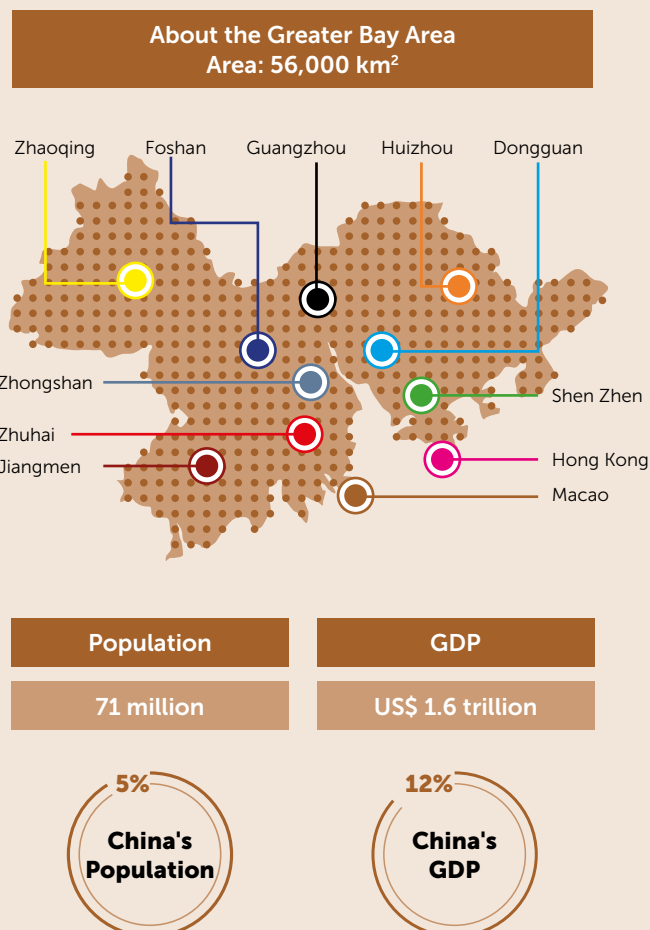 About the Greater Bay Area
Area: 56,000 km²
Zhaoqing
Foshan
Guangzhou
Huizhou
Dongguan
Zhongshan
Shen Zhen
Zhuhai
Jiangmen
Hong Kong
Macao
Population
GDP
71 million
US$ 1.6 trillion
5%
China's
Population
12%
China's
GDP